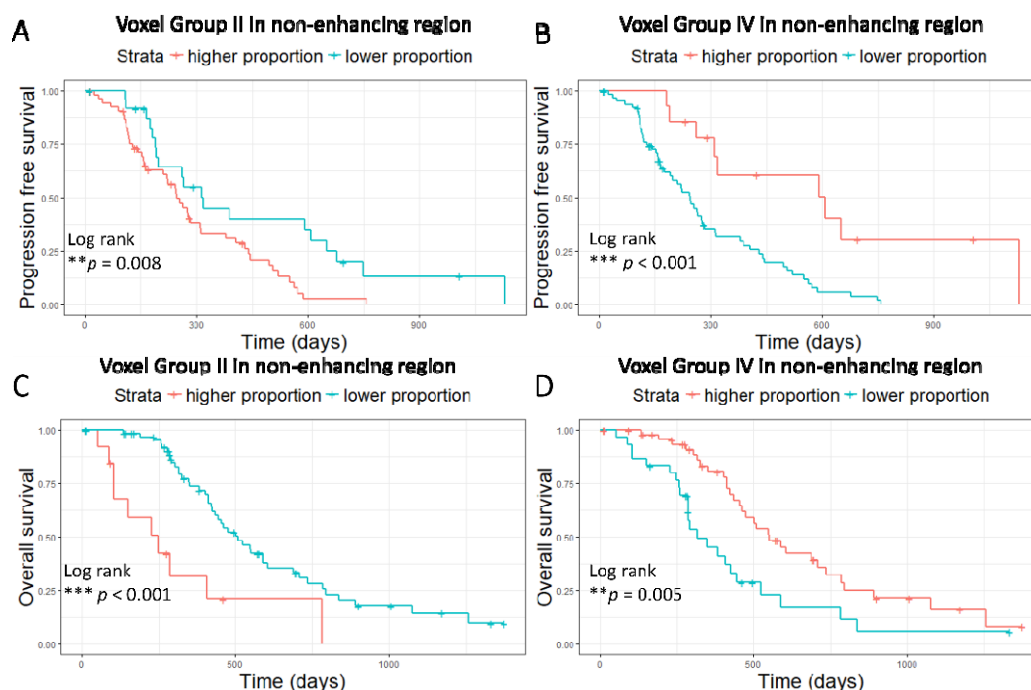 A
Voxel Group II in non-enhancing region
Strata higher proportion lower proportion
Progression free survival
1.00
0.75
0.50
0.25
0.00
Log rank
**p = 0.008
0 300 600 900
Time (days)
B
Voxel Group IV in non-enhancing region
Strata higher proportion lower proportion
Progression free survival
1.00
0.75
0.50
0.25
0.00
Log rank
*** p < 0.001
0 300 600 900
Time (days)
C
Voxel Group II in non-enhancing region
Strata higher proportion lower proportion
Overall survival
1.00
0.75
0.50
0.25
0.00
Log rank
*** p < 0.001
0 500 1000
Time (days)
D
Voxel Group IV in non-enhancing region
Strata higher proportion lower proportion
Overall survival
1.00
0.75
0.50
0.25
0.00
Log rank
**p = 0.005
0 500 1000
Time (days)